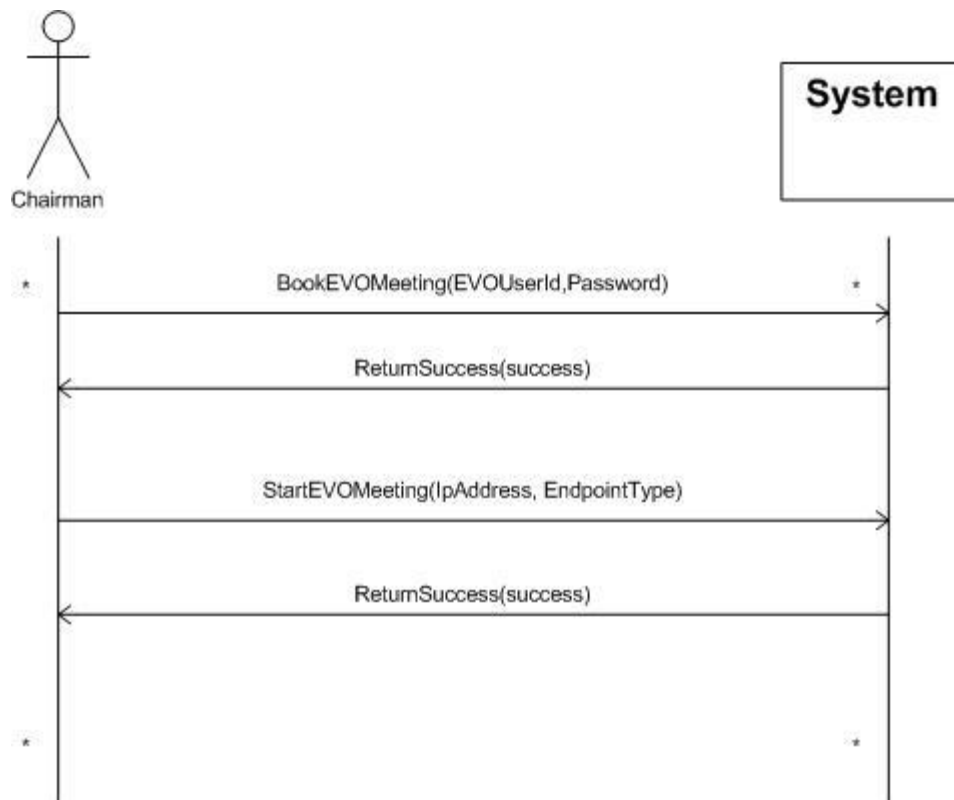 System
Chairman
* BookEVOMeeting(EVOUserId,Password) *
ReturnSuccess(success)
StartEVOMeeting(IpAddress, EndpointType)
ReturnSuccess(success)
* *